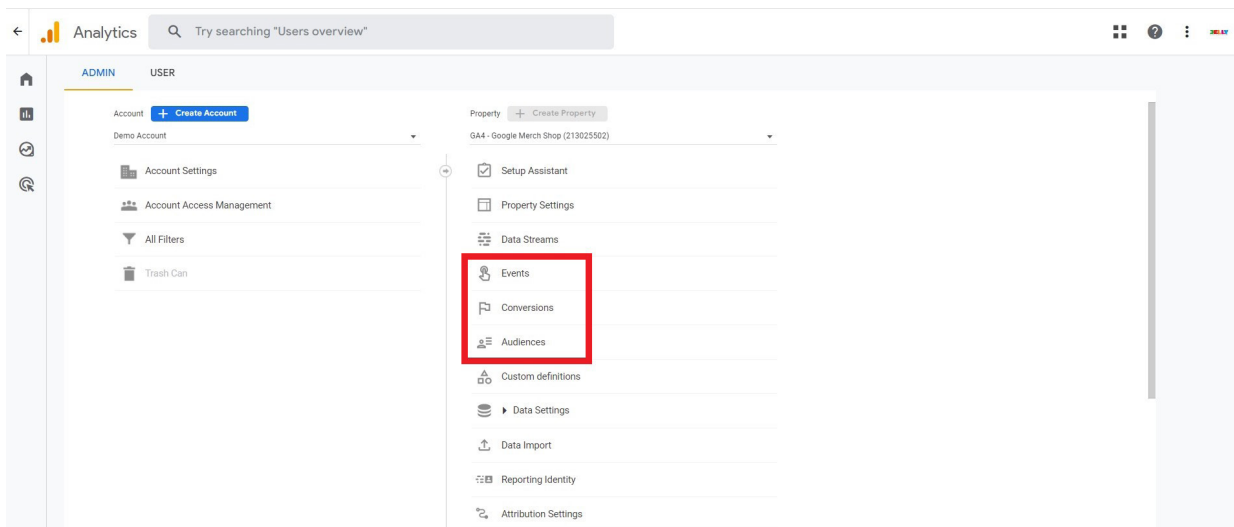 Analytics
Try searching "Users overview"
ADMIN
USER
Account
Create Account
Demo Account
Account Settings
Account Access Management
All Filters
Trash Can
Property
Create Property
GA4 - Google Merch Shop (213025502)
Setup Assistant
Property Settings
Data Streams
Events
Conversions
Audiences
Custom definitions
Data Settings
Data Import
Reporting Identity
Attribution Settings